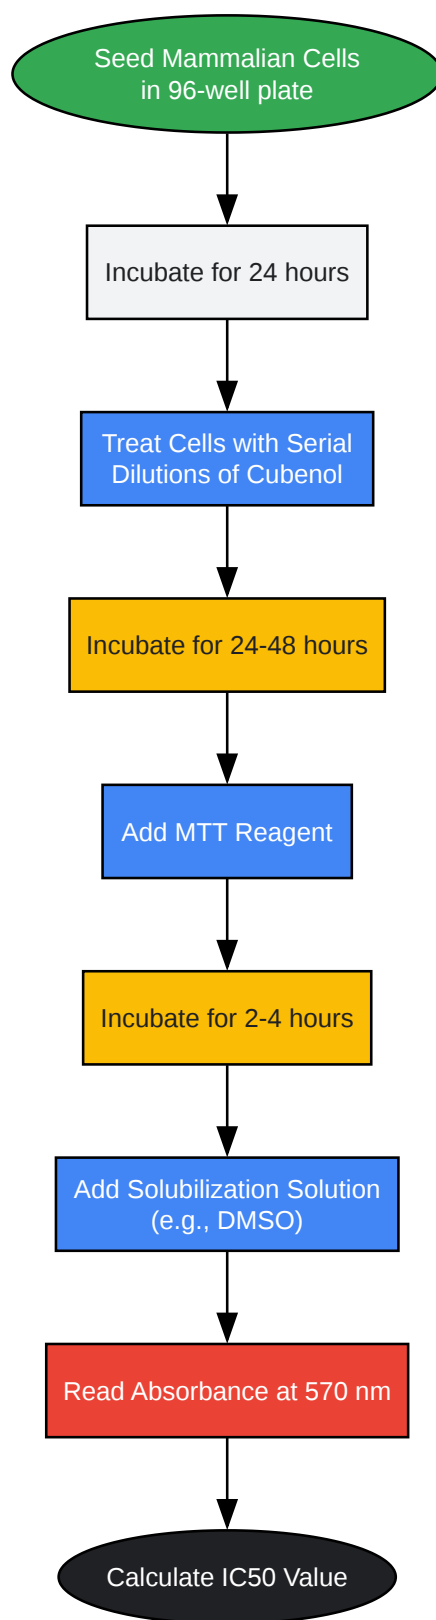 Seed Mammalian Cells
in 96-well plate
Incubate for 24 hours
Treat Cells with Serial
Dilutions of Cubenol
Incubate for 24-48 hours
Add MTT Reagent
Incubate for 2-4 hours
Add Solubilization Solution
(e.g., DMSO)
Read Absorbance at 570 nm
Calculate IC50 Value